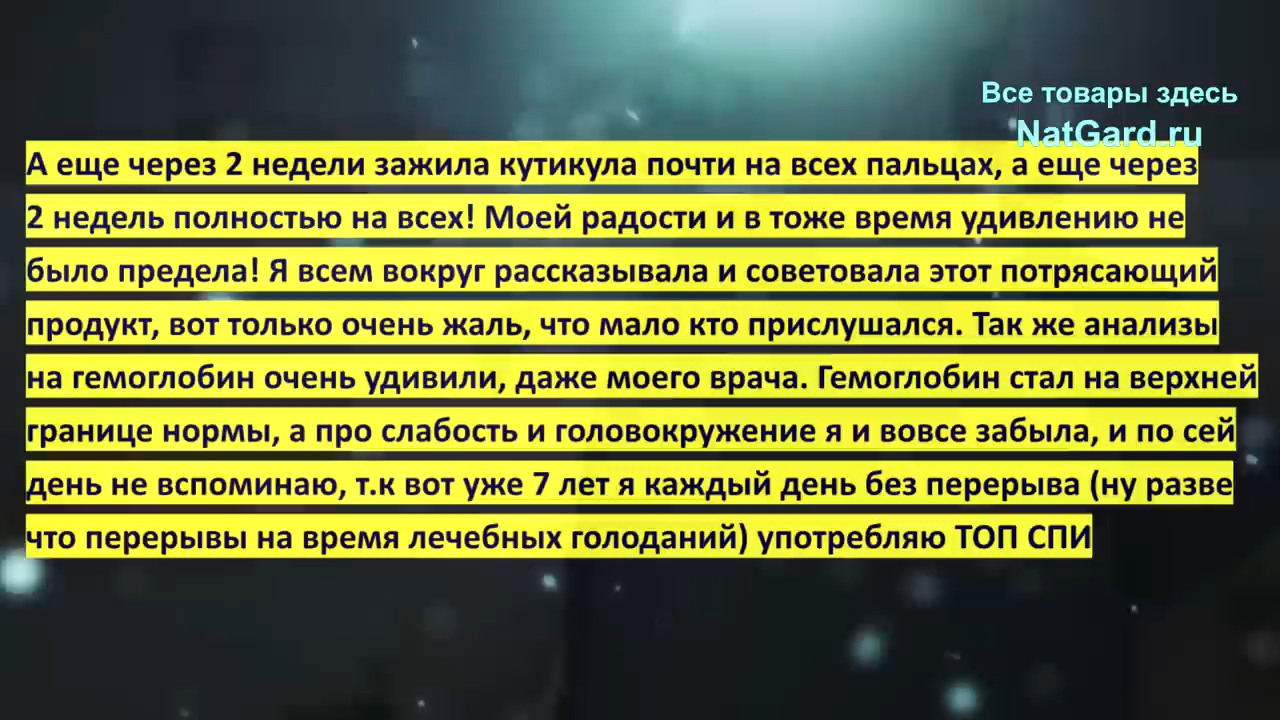 Все товары здесь
NatGard.ru
А еще через 2 недели зажила кутикула почти на всех пальцах, а еще через
2 недель полностью на всех! Моей радости и в тоже время удивлению не
было предела! Я всем вокруг рассказывала и советовала этот потрясающий
продукт, вот только очень жаль, что мало кто прислушался. Так же анализы
на гемоглобин очень удивили, даже моего врача. Гемоглобин стал на верхней
границе нормы, а про слабость и головокружение я и вовсе забыла, и по сей
день не вспоминаю, т.к вот уже 7 лет я каждый день без перерыва (ну разве
что перерывы на время лечебных голоданий) употребляю ТОП СПИ